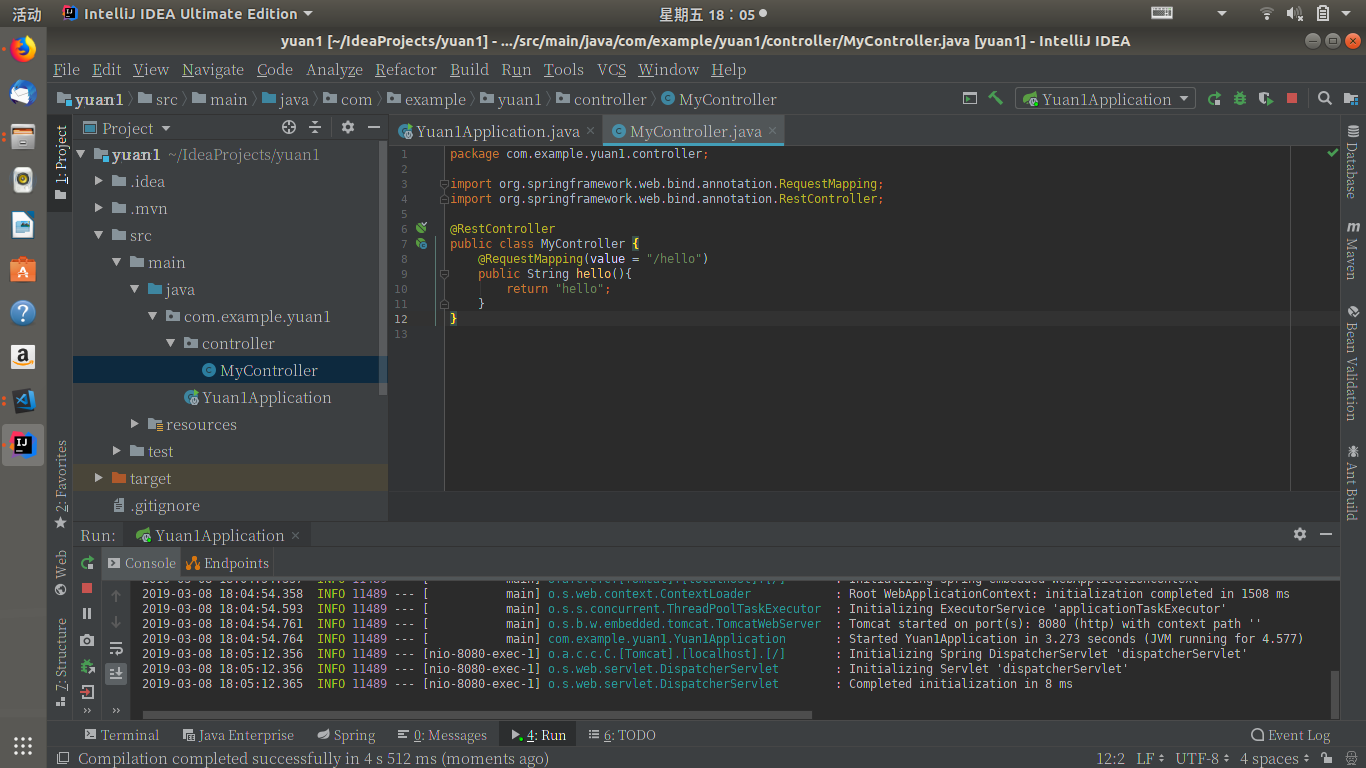 活动 IntelliJ IDEA Ultimate Edition 星期五 18：05
yuan1 [~/IdeaProjects/yuan1] - .../src/main/java/com/example/yuan1/controller/MyController.java [yuan1] - IntelliJ IDEA
File Edit View Navigate Code Analyze Refactor Build Run Tools VCS Window Help
yuan1 src main java com example yuan1 controller MyController Yuan1Application
1: Project
2: Favorites
Web
Z: Structure
Project
yuan1 ~/IdeaProjects/yuan1
.idea
.mvn
src
main
java
com.example.yuan1
controller
MyController
Yuan1Application
resources
test
target
.gitignore
Yuan1Application.java MyController.java
1 package com.example.yuan1.controller;
2
3 import org.springframework.web.bind.annotation.RequestMapping;
4 import org.springframework.web.bind.annotation.RestController;
5
6 @RestController
7 public class MyController {
8 @RequestMapping(value = "/hello")
9 public String hello(){
10 return "hello";
11 }
12 }
13
Database
Maven
Bean Validation
Ant Build
Run: Yuan1Application
Console Endpoints
2019-03-08 18:04:54.358 INFO 11489 --- [ main] o.s.web.context.ContextLoader : Root WebApplicationContext: initialization completed in 1508 ms
2019-03-08 18:04:54.593 INFO 11489 --- [ main] o.s.s.concurrent.ThreadPoolTaskExecutor : Initializing ExecutorService 'applicationTaskExecutor'
2019-03-08 18:04:54.761 INFO 11489 --- [ main] o.s.b.w.embedded.tomcat.TomcatWebServer : Tomcat started on port(s): 8080 (http) with context path ''
2019-03-08 18:04:54.764 INFO 11489 --- [ main] com.example.yuan1.Yuan1Application : Started Yuan1Application in 3.273 seconds (JVM running for 4.577)
2019-03-08 18:05:12.356 INFO 11489 --- [nio-8080-exec-1] o.a.c.c.C.[Tomcat].[localhost].[/] : Initializing Spring DispatcherServlet 'dispatcherServlet'
2019-03-08 18:05:12.356 INFO 11489 --- [nio-8080-exec-1] o.s.web.servlet.DispatcherServlet : Initializing Servlet 'dispatcherServlet'
2019-03-08 18:05:12.365 INFO 11489 --- [nio-8080-exec-1] o.s.web.servlet.DispatcherServlet : Completed initialization in 8 ms
Terminal Java Enterprise Spring 0: Messages 4: Run 6: TODO Event Log
Compilation completed successfully in 4 s 512 ms (moments ago) 12:2 LF UTF-8 4 spaces